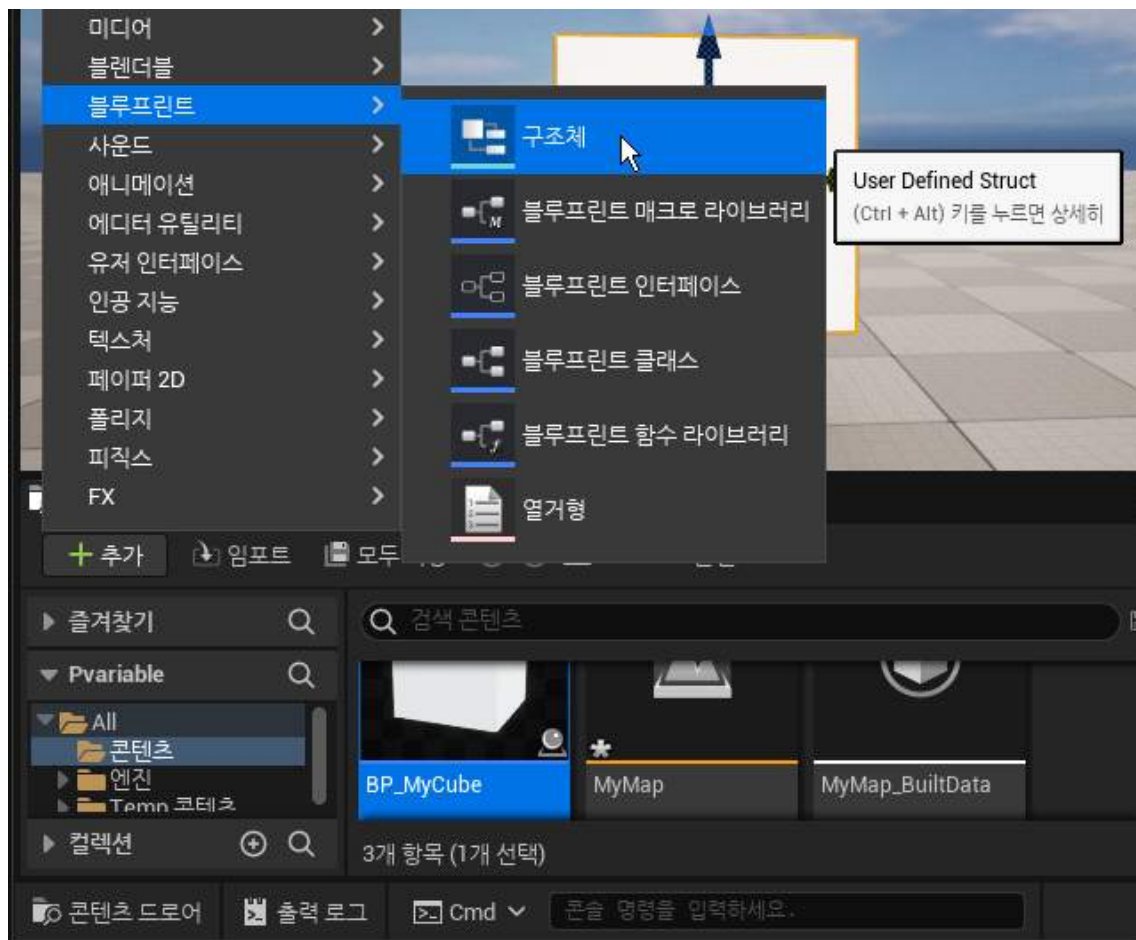 미디어
블렌더블
블루프린트
사운드
애니메이션
에디터 유틸리티
유저 인터페이스
인공 지능
텍스처
페이퍼 2D
폴리지
피직스
FX
구조체
블루프린트 매크로 라이브러리
블루프린트 인터페이스
블루프린트 클래스
블루프린트 함수 라이브러리
열거형
User Defined Struct
(Ctrl + Alt) 키를 누르면 상세히
추가
임포트
모두
즐겨찾기
검색 콘텐츠
Pvariable
All
콘텐츠
엔진
Temp 콘텐츠
컬렉션
BP_MyCube
MyMap
MyMap_BuiltData
3개 항목 (1개 선택)
콘텐츠 드로어
출력 로그
Cmd
콘솔 명령을 입력하세요.